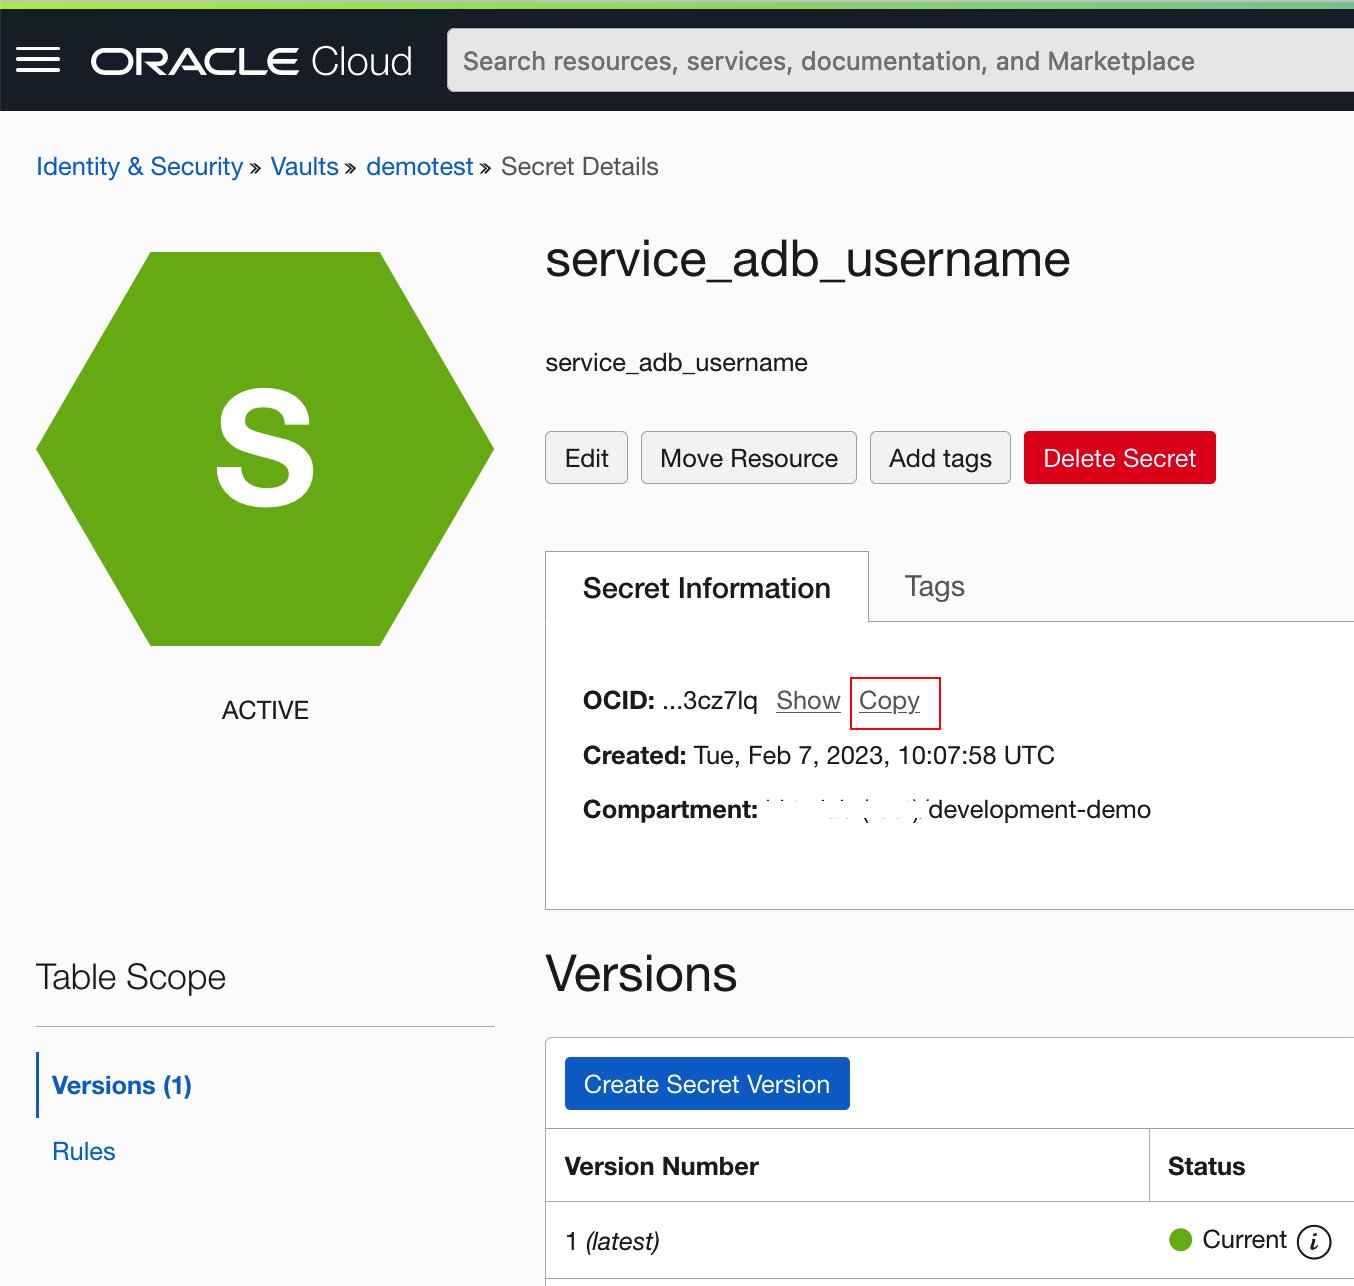 ORACLE Cloud
Search resources, services, documentation, and Marketplace
Identity & Security » Vaults » demotest » Secret Details
S
ACTIVE
service_adb_username
service_adb_username
Edit
Move Resource
Add tags
Delete Secret
Secret Information
Tags
OCID: ...3cz7lq Show Copy
Created: Tue, Feb 7, 2023, 10:07:58 UTC
Compartment: development-demo
Table Scope
Versions (1)
Rules
Versions
Create Secret Version
Version Number
Status
1 (latest)
Current
i